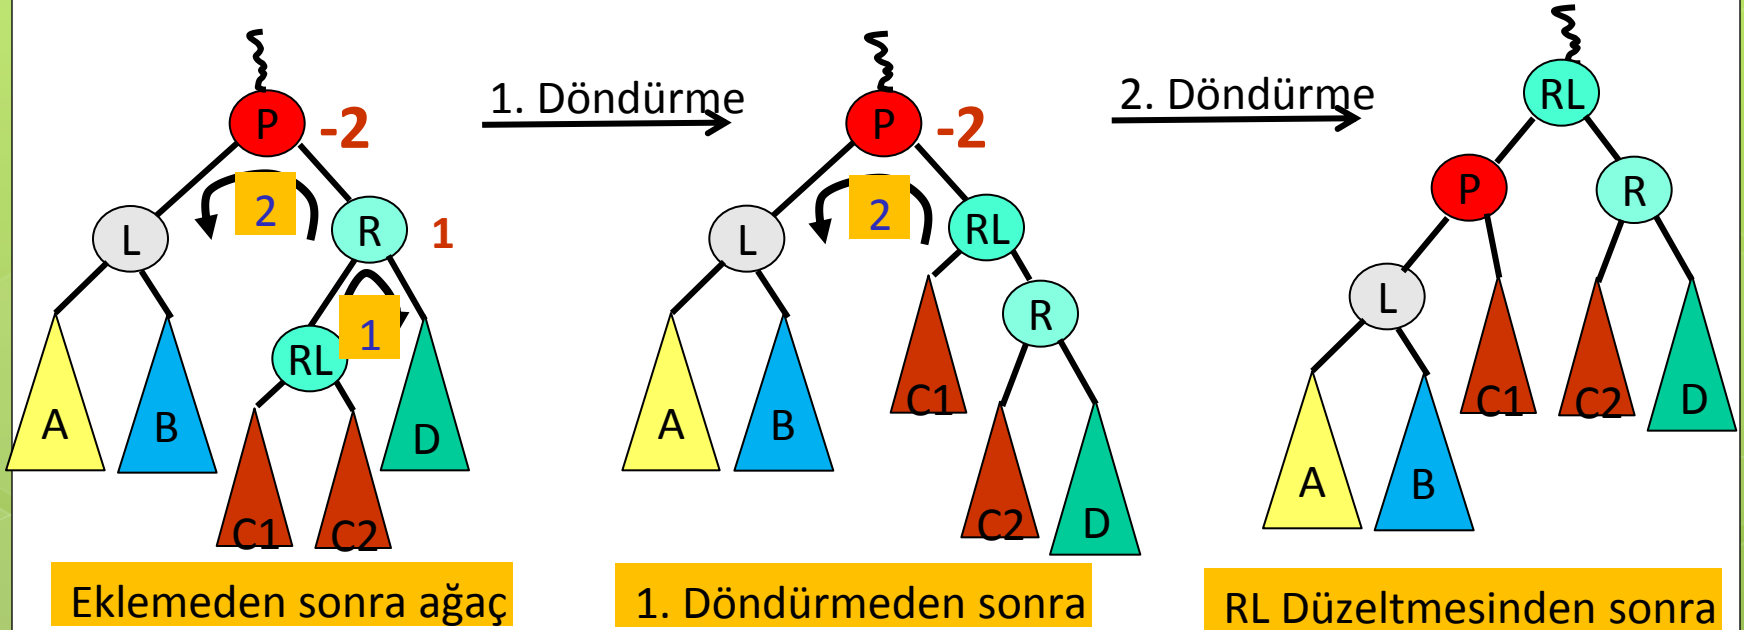 1. Döndürme
2. Döndürme
P -2
2
L
R 1
1
RL
A
B
D
C1
C2
P -2
2
L
RL
R
C1
A
B
C2
D
RL
P
R
L
C1
C2
D
A
B
Eklemeden sonra ağaç
1. Döndürmeden sonra
RL Düzeltmesinden sonra